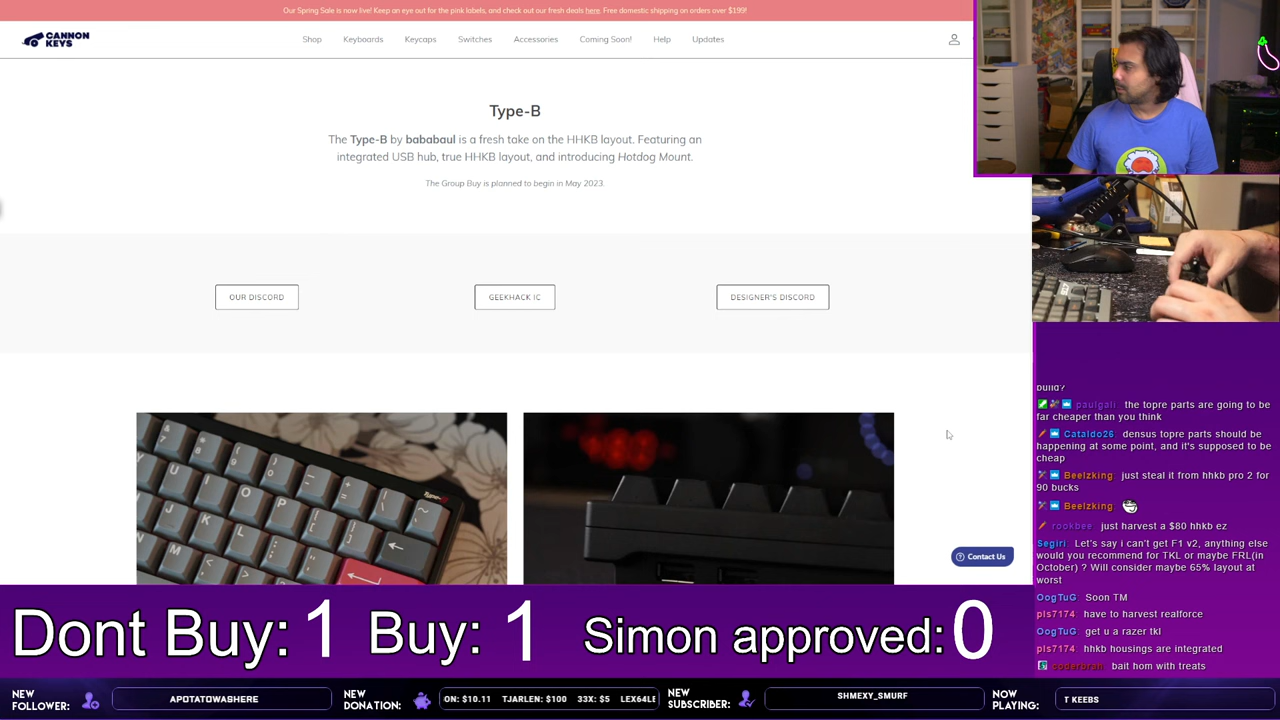 Our Spring Sale is now live! Keep an eye out for the pink labels, and check out our fresh deals here. Free domestic shipping on orders over $199!
CANNON
KEYS
Shop
Keyboards
Keycaps
Switches
Accessories
Coming Soon!
Help
Updates
Type-B
The Type-B by bababaul is a fresh take on the HHKB layout. Featuring an
integrated USB hub, true HHKB layout, and introducing Hotdog Mount.
The Group Buy is planned to begin in May 2023.
OUR DISCORD
GEEKHACK IC
DESIGNER'S DISCORD
Contact Us
build?
paulgali: the topre parts are going to be
far cheaper than you think
Cataldo26: densus topre parts should be
happening at some point, and it's supposed to be
cheap
Beelzking: just steal it from hhkb pro 2 for
90 bucks
Beelzking:
rookbee: just harvest a $80 hhkb ez
Segiri: Let's say i can't get F1 v2, anything else
would you recommend for TKL or maybe FRL(in
October) ? Will consider maybe 65% layout at
worst
OogTuG: Soon TM
pls7174: have to harvest realforce
OogTuG: get u a razer tkl
pls7174: hhkb housings are integrated
coderbran: bait hom with treats
Dont Buy: 1 Buy: 1 Simon approved: 0
NEW
FOLLOWER:
APOTATOWASHERE
NEW
DONATION:
ON: $10.11 TJARLEN: $100 33X: $5 LEX64LE
NEW
SUBSCRIBER:
SHMEXY_SMURF
NOW
PLAYING:
T KEEBS